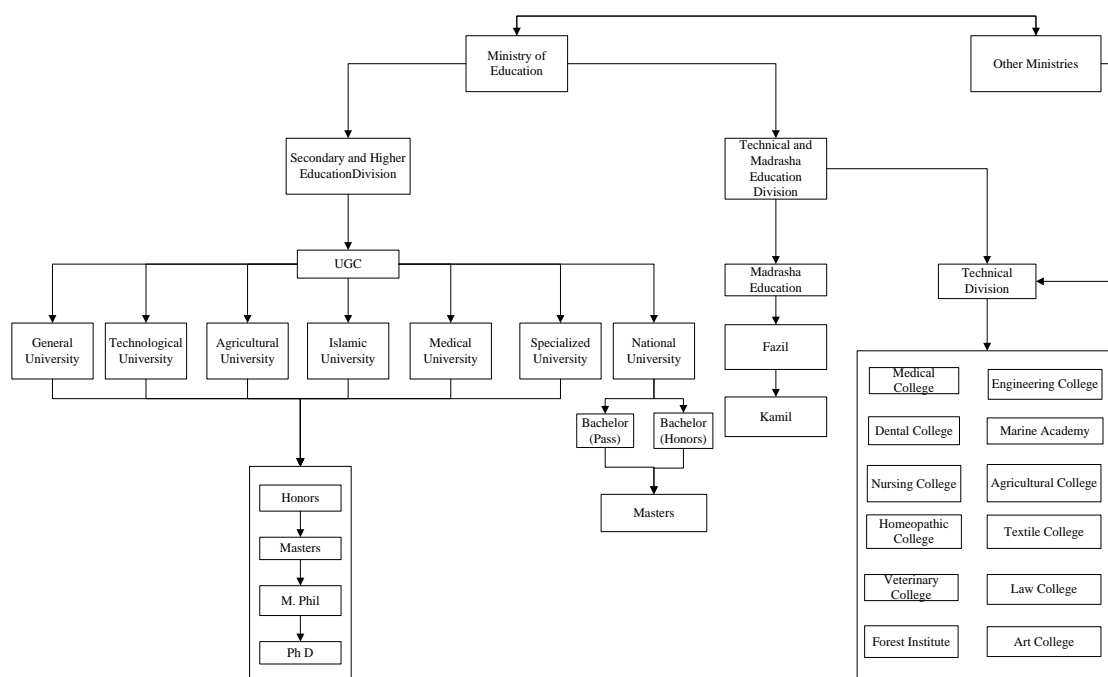 Ministry of
Education
Other Ministries
Secondary and Higher
EducationDivision
Technical and
Madrasha
Education
Division
UGC
Madrasha
Education
Technical
Division
General
University
Technological
University
Agricultural
University
Islamic
University
Medical
University
Specialized
University
National
University
Fazil
Kamil
Bachelor
(Pass)
Bachelor
(Honors)
Masters
Honors
Masters
M. Phil
Ph D
Medical
College
Engineering College
Dental College
Marine Academy
Nursing College
Agricultural College
Homeopathic
College
Textile College
Veterinary
College
Law College
Forest Institute
Art College